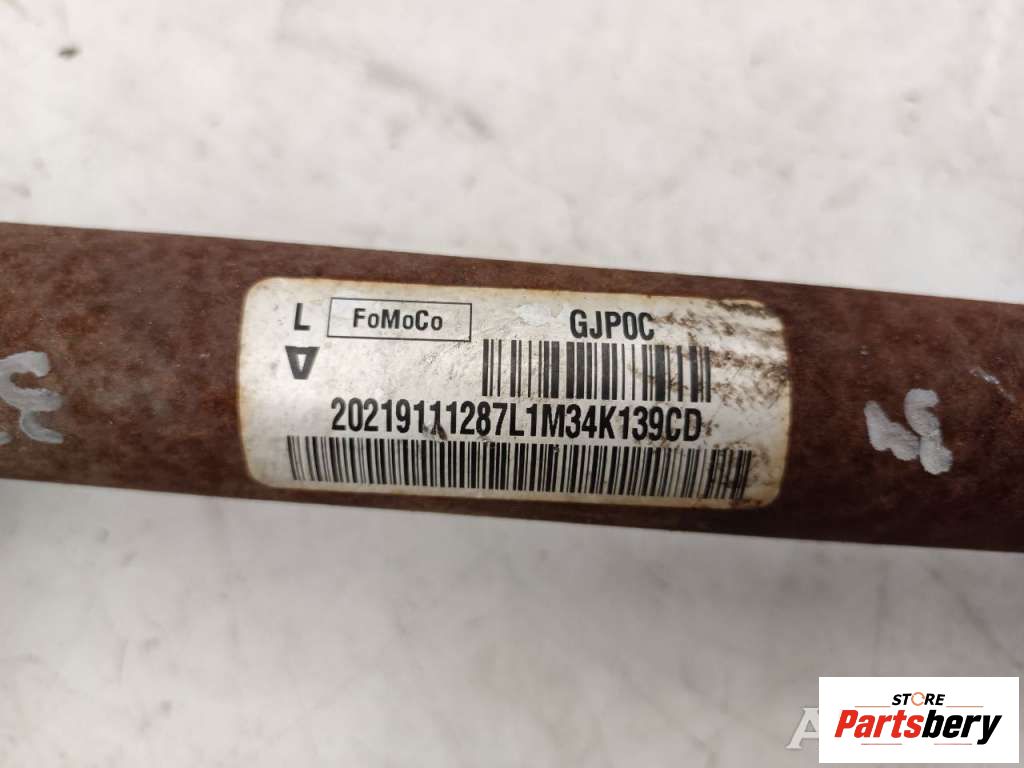 L FoMoCo GJP0C
A
20219111287L1M34K139CD
STORE
Partsbery